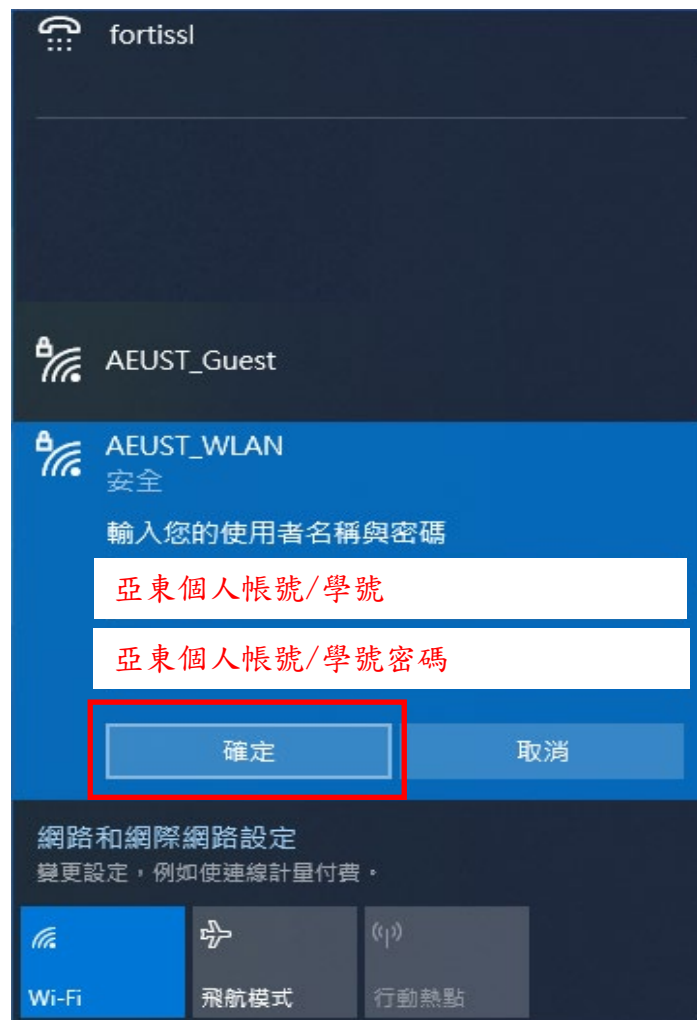 fortissl
AEUST_Guest
AEUST_WLAN
安全
輸入您的使用者名稱與密碼
亞東個人帳號/學號
亞東個人帳號/學號密碼
確定 取消
網路和網際網路設定
變更設定，例如使連線計量付費。
Wi-Fi 飛航模式 行動熱點